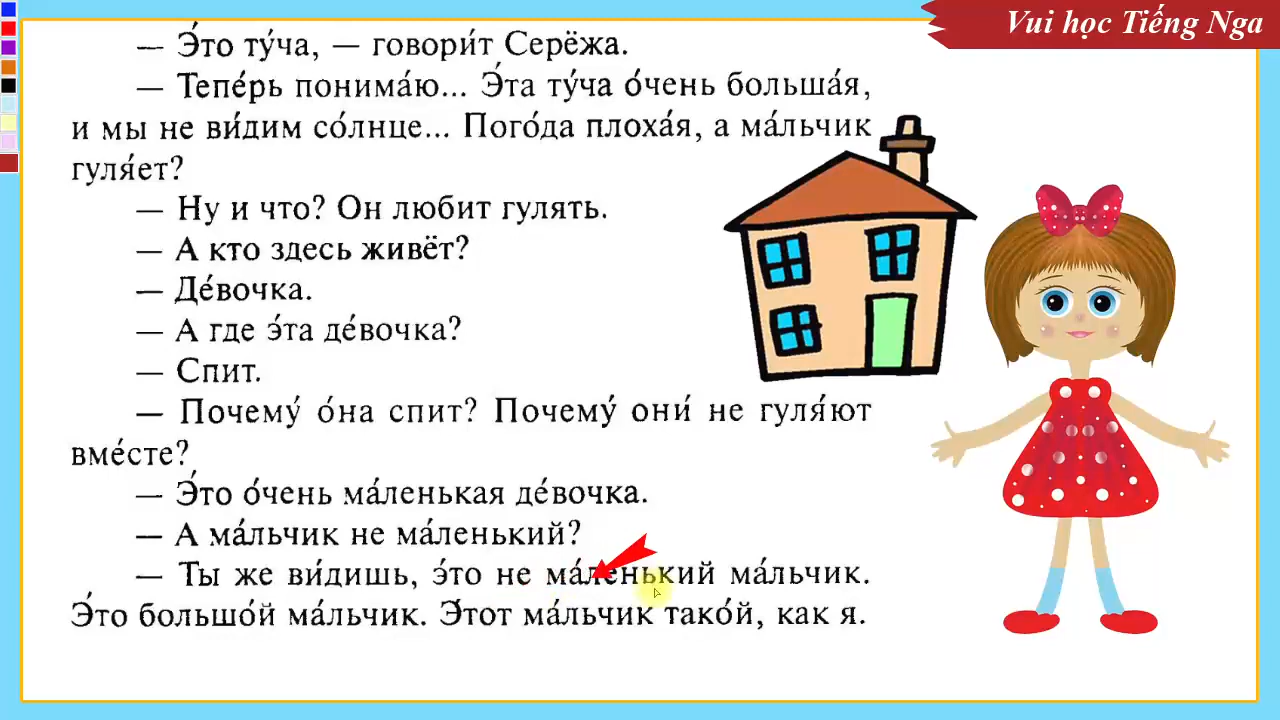 Vui học Tiếng Nga
— Э́то ту́ча, — говори́т Серёжа.
— Тепе́рь понима́ю... Э́та ту́ча о́чень больша́я,
и мы не ви́дим со́лнце... Пого́да плоха́я, а ма́льчик
гуля́ет?
— Ну и что? Он любит гулять.
— А кто здесь живёт?
— Де́вочка.
— А где э́та де́вочка?
— Спит.
— Почему́ о́на спит? Почему́ они́ не гуля́ют
вме́сте?
— Э́то о́чень ма́ленькая де́вочка.
— А ма́льчик не ма́ленький?
— Ты же ви́дишь, э́то не ма́ленький ма́льчик.
Э́то большо́й ма́льчик. Э́тот ма́льчик тако́й, как я.